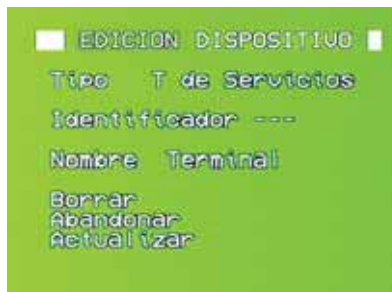 EDICION DISPOSITIVO
Tipo T de Servicios
Identificador ---
Nombre Terminal
Borrar
Abandonar
Actualizar